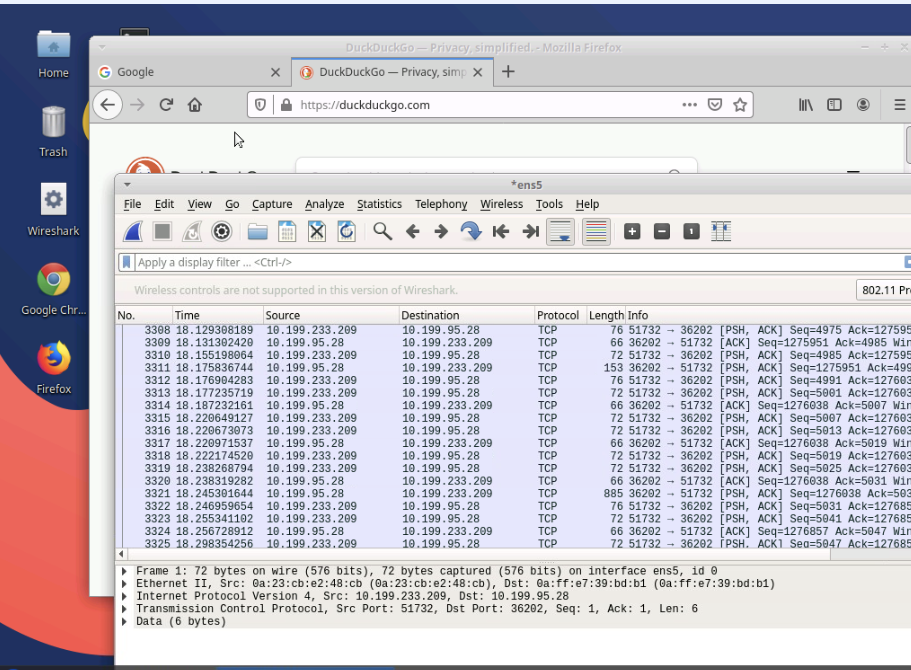 Home
Trash
Wireshark
Google Chr...
Firefox
DuckDuckGo — Privacy, simplified. - Mozilla Firefox
Google
DuckDuckGo — Privacy, simp
https://duckduckgo.com
*ens5
File Edit View Go Capture Analyze Statistics Telephony Wireless Tools Help
Apply a display filter ... <Ctrl-/>
Wireless controls are not supported in this version of Wireshark.
802.11 Pre
No. Time Source Destination Protocol Length Info
3308 18.129308189 10.199.233.209 10.199.95.28 TCP 76 51732 → 36202 [PSH, ACK] Seq=4975 Ack=127595
3309 18.131302420 10.199.95.28 10.199.233.209 TCP 66 36202 → 51732 [ACK] Seq=1275951 Ack=4985 Win
3310 18.155198064 10.199.233.209 10.199.95.28 TCP 72 51732 → 36202 [PSH, ACK] Seq=4985 Ack=127595
3311 18.175836744 10.199.95.28 10.199.233.209 TCP 153 36202 → 51732 [PSH, ACK] Seq=1275951 Ack=499
3312 18.176904283 10.199.233.209 10.199.95.28 TCP 76 51732 → 36202 [PSH, ACK] Seq=4991 Ack=127603
3313 18.177235719 10.199.233.209 10.199.95.28 TCP 72 51732 → 36202 [PSH, ACK] Seq=5001 Ack=127603
3314 18.187232161 10.199.95.28 10.199.233.209 TCP 66 36202 → 51732 [ACK] Seq=1276038 Ack=5007 Win
3315 18.220649127 10.199.233.209 10.199.95.28 TCP 72 51732 → 36202 [PSH, ACK] Seq=5007 Ack=127603
3316 18.220673073 10.199.233.209 10.199.95.28 TCP 72 51732 → 36202 [PSH, ACK] Seq=5013 Ack=127603
3317 18.220971537 10.199.95.28 10.199.233.209 TCP 66 36202 → 51732 [ACK] Seq=1276038 Ack=5019 Win
3318 18.222174520 10.199.233.209 10.199.95.28 TCP 72 51732 → 36202 [PSH, ACK] Seq=5019 Ack=127603
3319 18.238268794 10.199.233.209 10.199.95.28 TCP 72 51732 → 36202 [PSH, ACK] Seq=5025 Ack=127603
3320 18.238319282 10.199.95.28 10.199.233.209 TCP 66 36202 → 51732 [ACK] Seq=1276038 Ack=5031 Win
3321 18.245301644 10.199.95.28 10.199.233.209 TCP 885 36202 → 51732 [PSH, ACK] Seq=1276038 Ack=503
3322 18.246959654 10.199.233.209 10.199.95.28 TCP 76 51732 → 36202 [PSH, ACK] Seq=5031 Ack=127685
3323 18.255341102 10.199.233.209 10.199.95.28 TCP 72 51732 → 36202 [PSH, ACK] Seq=5041 Ack=127685
3324 18.256728912 10.199.95.28 10.199.233.209 TCP 66 36202 → 51732 [ACK] Seq=1276857 Ack=5047 Win
3325 18.298354256 10.199.233.209 10.199.95.28 TCP 72 51732 → 36202 [PSH, ACK] Seq=5047 Ack=127685
Frame 1: 72 bytes on wire (576 bits), 72 bytes captured (576 bits) on interface ens5, id 0
Ethernet II, Src: 0a:23:cb:e2:48:cb (0a:23:cb:e2:48:cb), Dst: 0a:ff:e7:39:bd:b1 (0a:ff:e7:39:bd:b1)
Internet Protocol Version 4, Src: 10.199.233.209, Dst: 10.199.95.28
Transmission Control Protocol, Src Port: 51732, Dst Port: 36202, Seq: 1, Ack: 1, Len: 6
Data (6 bytes)